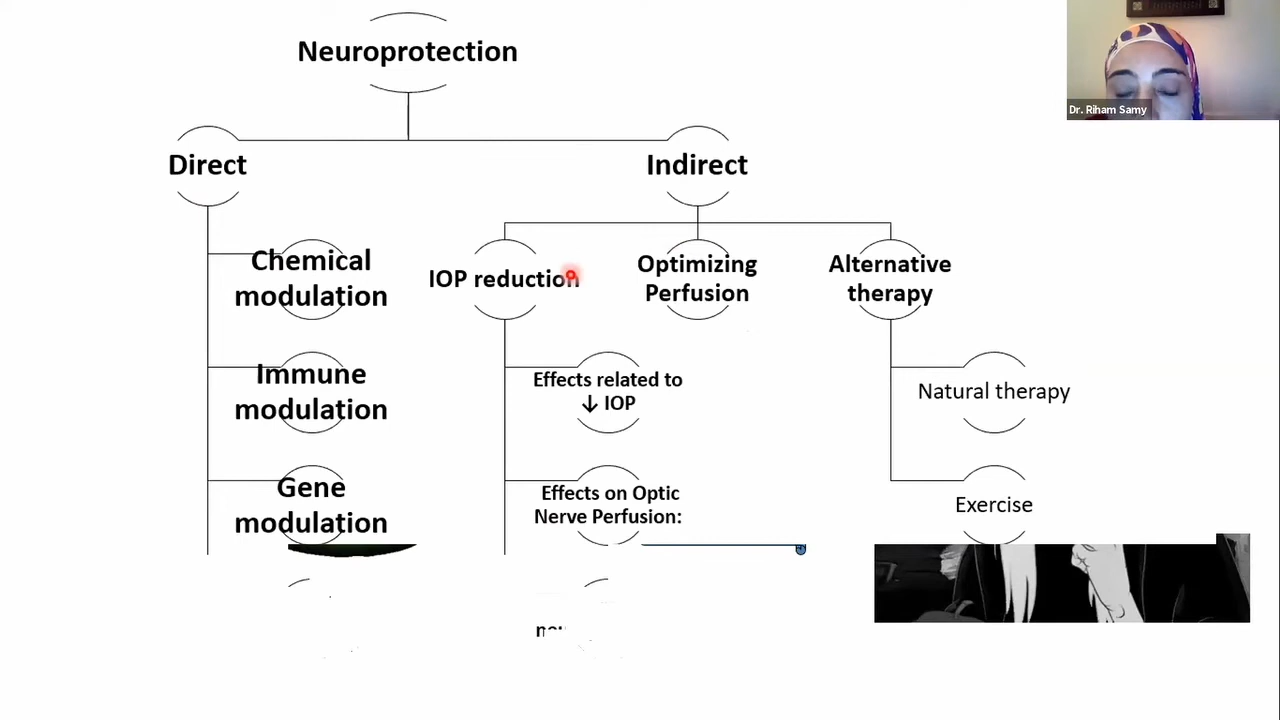 Neuroprotection
Dr. Riham Samy
Direct
Indirect
Chemical
modulation
IOP reduction
Optimizing
Perfusion
Alternative
therapy
Immune
modulation
Effects related to
↓ IOP
Natural therapy
Gene
modulation
Effects on Optic
Nerve Perfusion:
Exercise